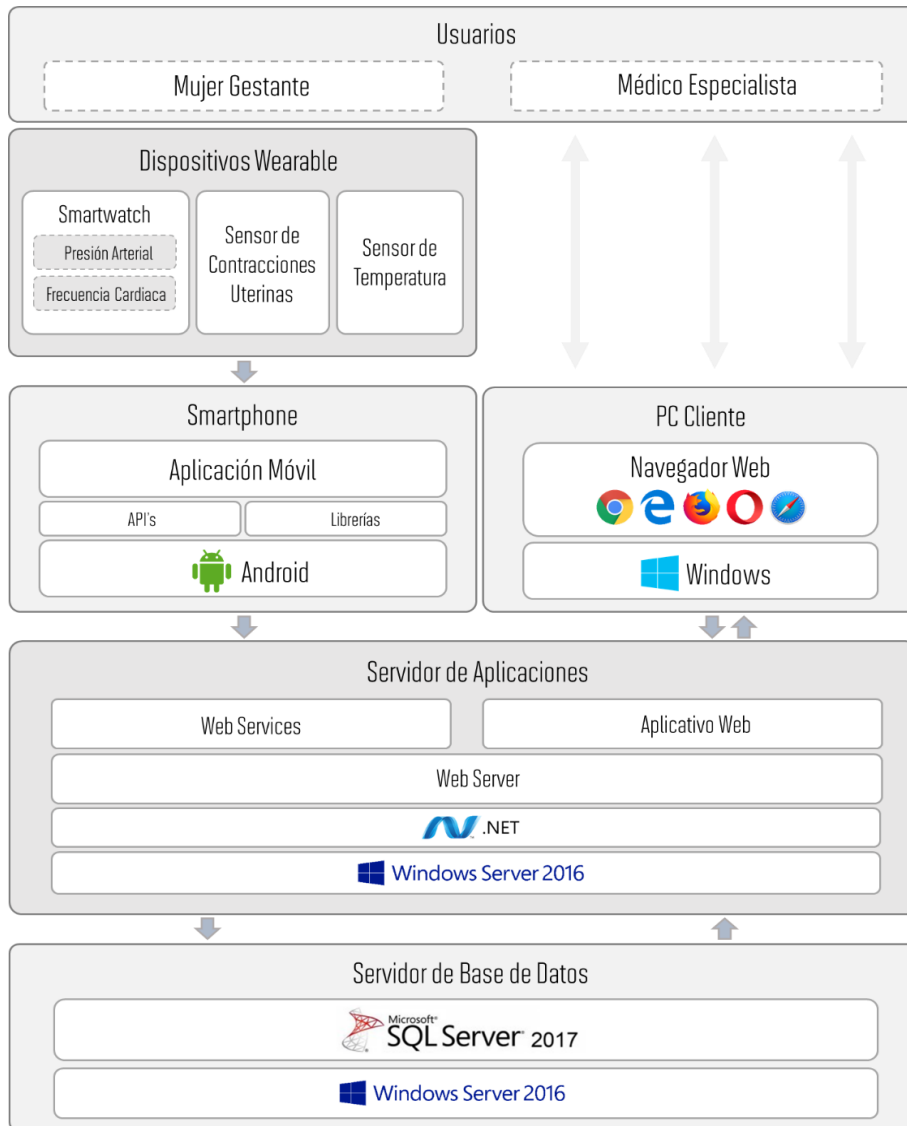 Usuarios
Mujer Gestante
Médico Especialista
Dispositivos Wearable
Smartwatch
Presión Arterial
Frecuencia Cardiaca
Sensor de
Contracciones
Uterinas
Sensor de
Temperatura
Smartphone
Aplicación Móvil
API's
Librerías
Android
PC Cliente
Navegador Web
Windows
Servidor de Aplicaciones
Web Services
Aplicativo Web
Web Server
.NET
Windows Server 2016
Servidor de Base de Datos
Microsoft®
SQL Server® 2017
Windows Server 2016